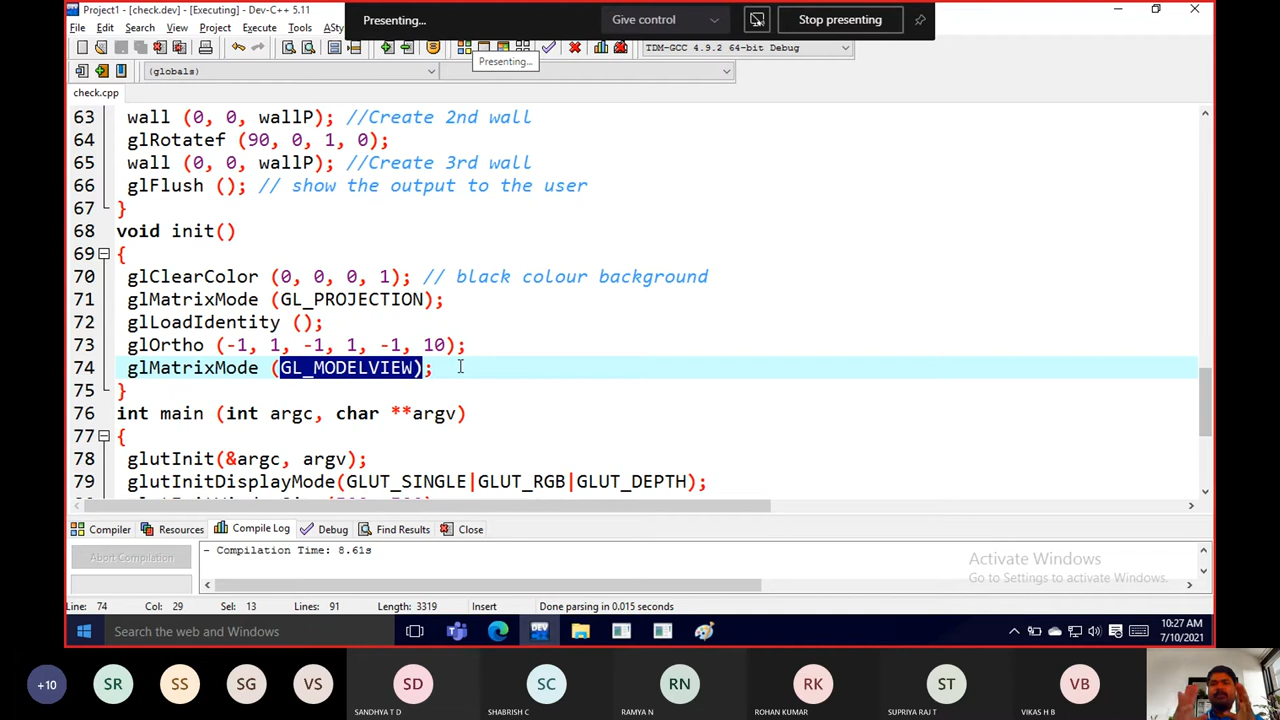 Project1 - [check.cpp] - [Executing] - Dev-C++ 5.11
Presenting...
Give control
Stop presenting
File Edit Search View Project Execute Tools
TDM-GCC 4.9.2 64-bit Debug
Presenting...
(globals)
check.cpp
63 wall (0, 0, wallP); //Create 2nd wall
64 glRotatef (90, 0, 1, 0);
65 wall (0, 0, wallP); //Create 3rd wall
66 glFlush (); // show the output to the user
67 }
68 void init()
69 {
70 glClearColor (0, 0, 0, 1); // black colour background
71 glMatrixMode (GL_PROJECTION);
72 glLoadIdentity ();
73 glOrtho (-1, 1, -1, 1, -1, 10);
74 glMatrixMode (GL_MODELVIEW);
75 }
76 int main (int argc, char **argv)
77 {
78 glutInit(&argc, argv);
79 glutInitDisplayMode(GLUT_SINGLE|GLUT_RGB|GLUT_DEPTH);
Compiler Resources Compile Log Debug Find Results Close
Abort Compilation
- Compilation Time: 8.61s
Activate Windows
Go to Settings to activate Windows.
Line: 74 Col: 29 Sel: 13 Lines: 91 Length: 3319 Insert Done parsing in 0.015 seconds
Search the web and Windows
DEV
10:27 AM
7/10/2021
+10 SR SS SG VS SD SC RN RK ST VB
SANDHYA T D SHABRISH C RAMYA N ROHAN KUMAR SUPRIYA RAJ T VIKAS H B